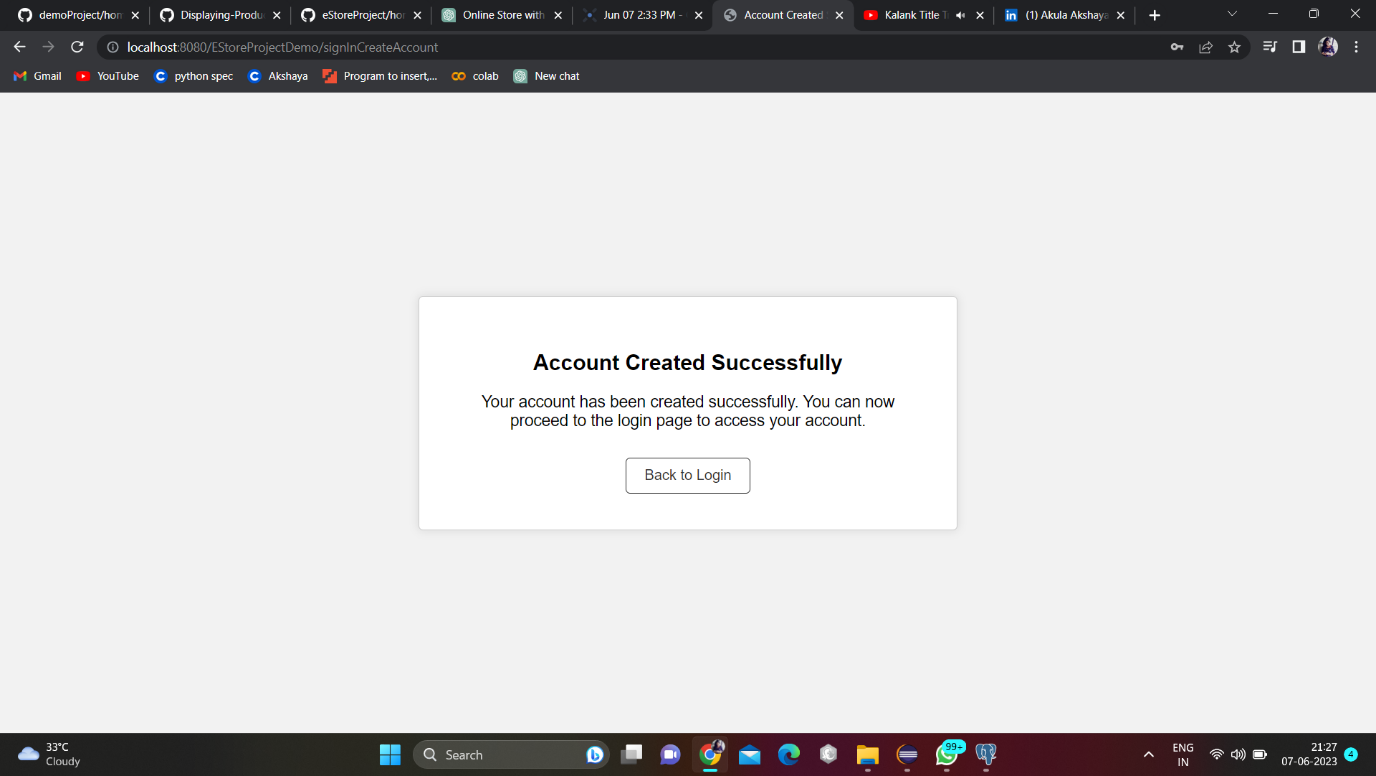 demoProject/hom
Displaying-Produ
eStoreProject/hor
Online Store with
Jun 07 2:33 PM -
Account Created
Kalank Title T
(1) Akula Akshaya
localhost:8080/EStoreProjectDemo/signInCreateAccount
Gmail
YouTube
python spec
Akshaya
Program to insert,...
colab
New chat
Account Created Successfully
Your account has been created successfully. You can now
proceed to the login page to access your account.
Back to Login
33°C
Cloudy
Search
99+
ENG
IN
21:27
07-06-2023
4